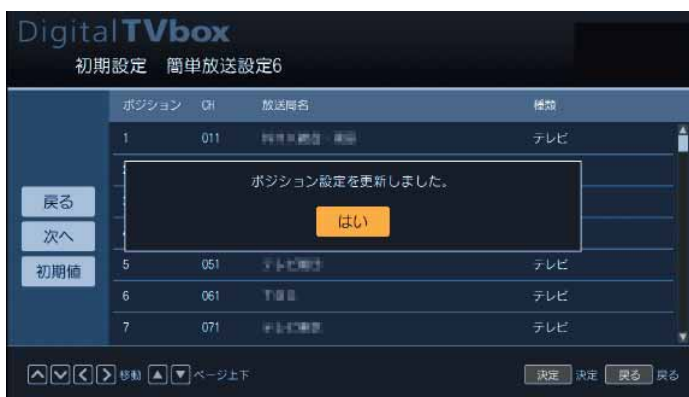 DigitalTVbox
初期設定 簡単放送設定6
ポジション CH 放送局名 種類
1 011 テレビ
ポジション設定を更新しました。
はい
戻る
次へ
初期値
5 051 テレビ
6 061 テレビ
7 071 テレビ
移動 ページ上下 決定 決定 戻る 戻る